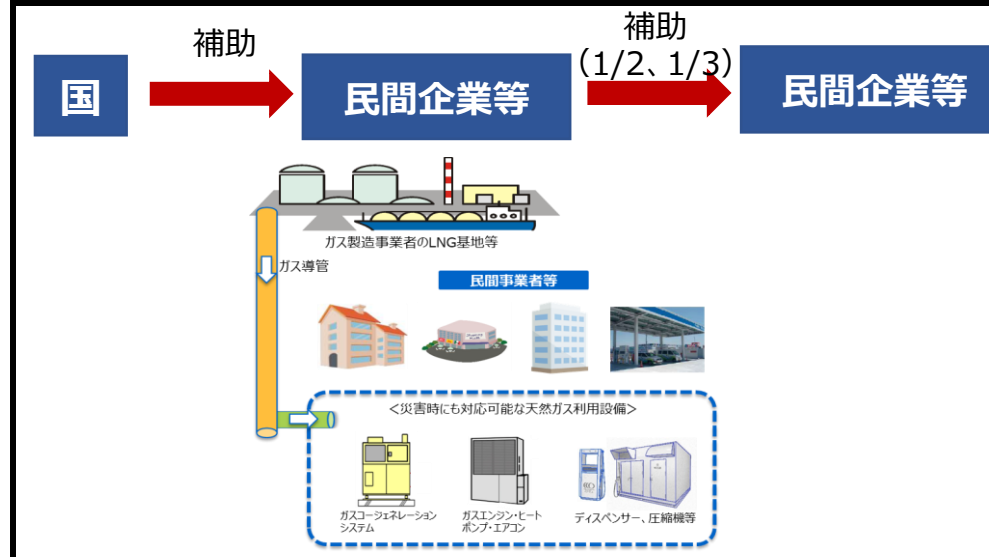 補助
補助
（1/2、1/3）
国
民間企業等
民間企業等
ガス製造事業者のLNG基地等
ガス導管
民間事業者等
＜災害時にも対応可能な天然ガス利用設備＞
ガスコージェネレーション
システム
ガスエンジン・ヒート
ポンプ・エアコン
ディスペンサー、圧縮機等